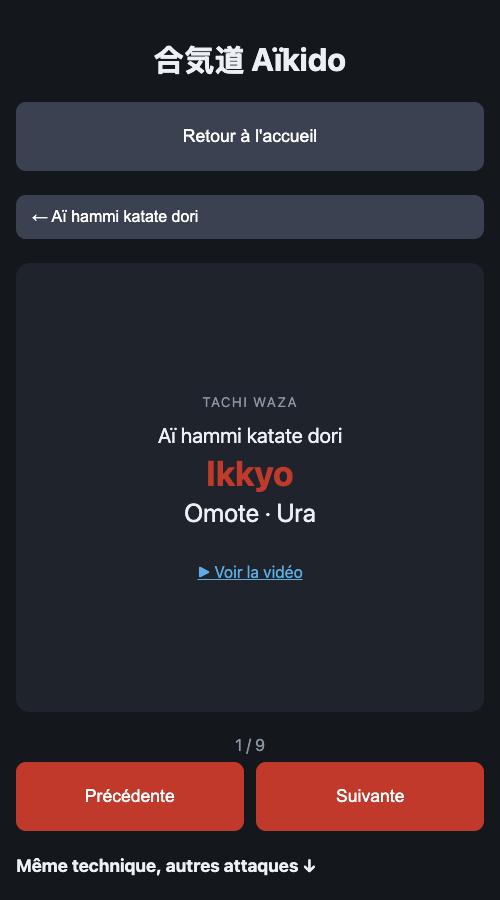 合気道 Aïkido
Retour à l'accueil
← Aï hammi katate dori
TACHI WAZA
Aï hammi katate dori
Ikkyo
Omote · Ura
▶ Voir la vidéo
1 / 9
Précédente
Suivante
Même technique, autres attaques ↓